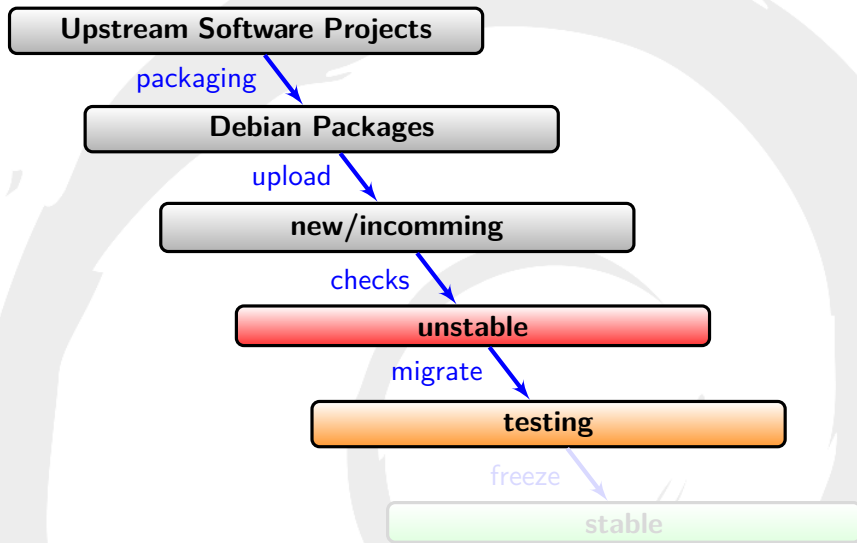 Upstream Software Projects
packaging
Debian Packages
upload
new/incomming
checks
unstable
migrate
testing
freeze
stable